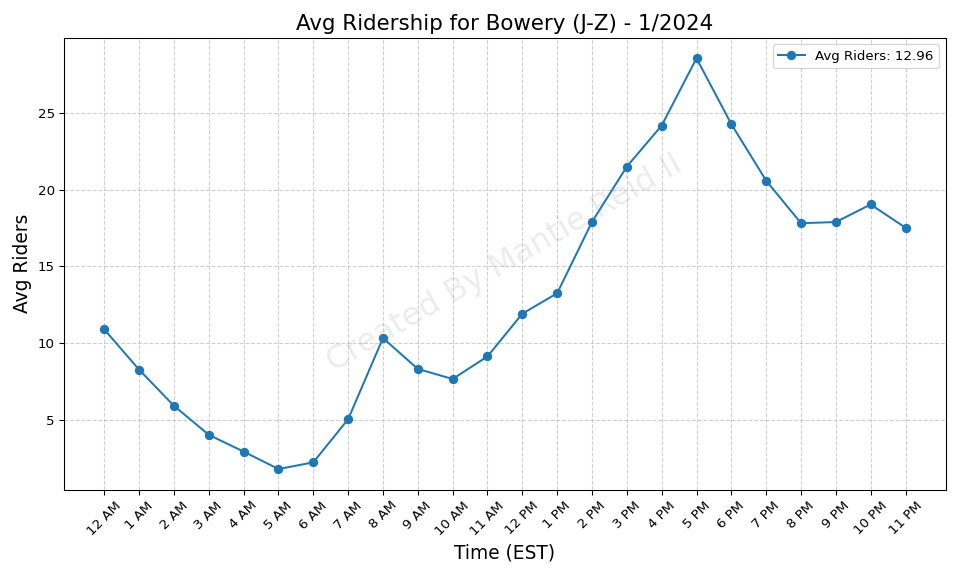 Avg Ridership for Bowery (J-Z) - 1/2024
Avg Riders: 12.96
Avg Riders
25
20
15
10
5
Created By Mantle Reid II
12 AM
1 AM
2 AM
3 AM
4 AM
5 AM
6 AM
7 AM
8 AM
9 AM
10 AM
11 AM
12 PM
1 PM
2 PM
3 PM
4 PM
5 PM
6 PM
7 PM
8 PM
9 PM
10 PM
11 PM
Time (EST)